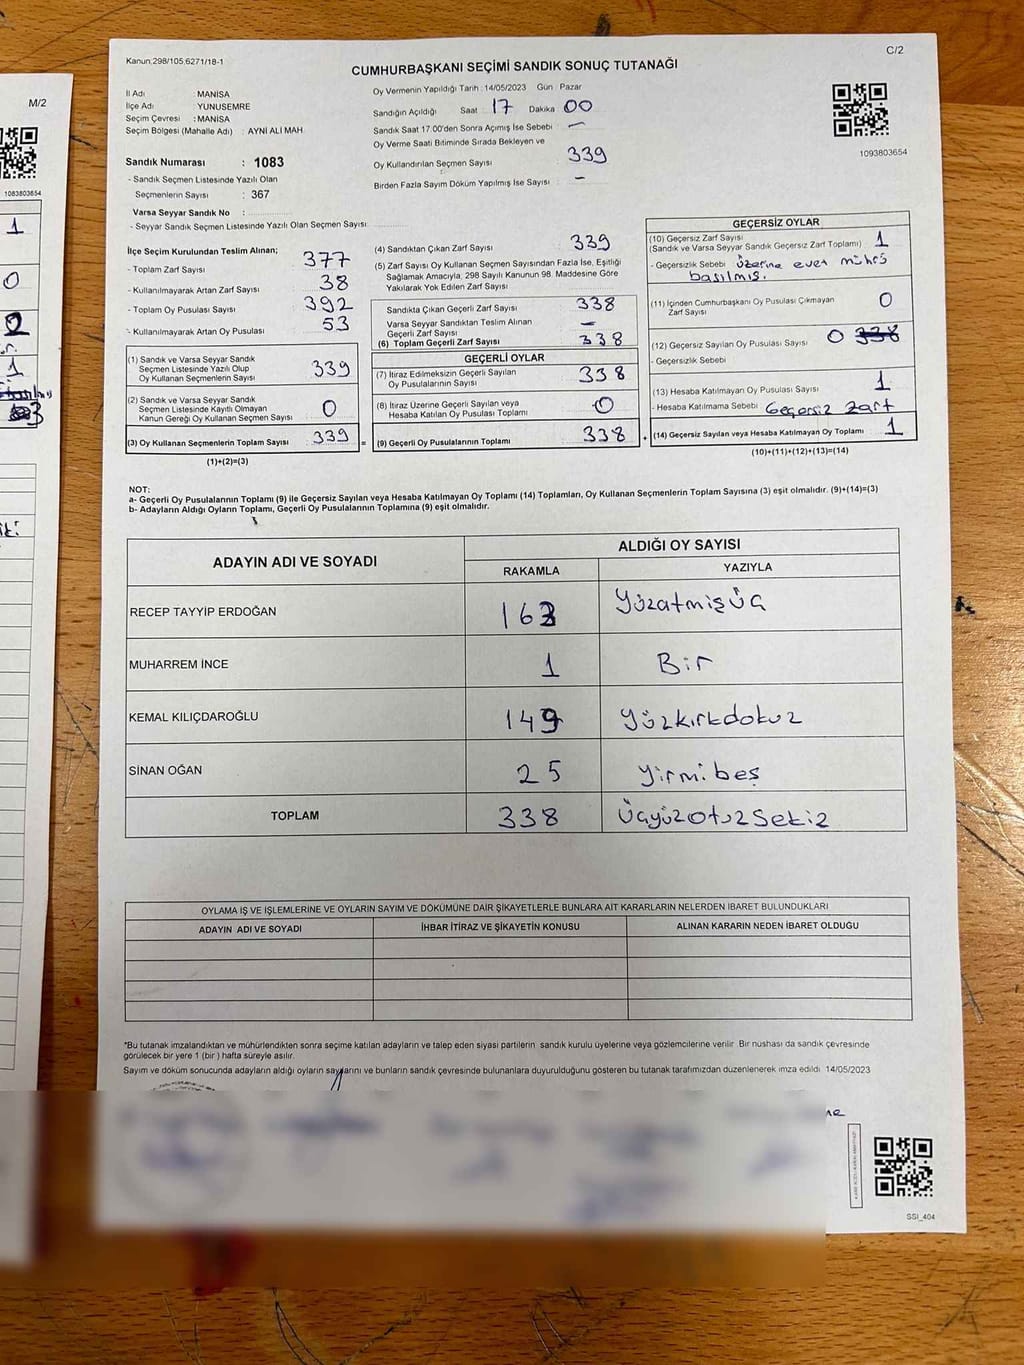 M/2
1083803654
1
0
2
1
3
Kanun:298/105,6271/18-1
C/2
CUMHURBAŞKANI SEÇİMİ SANDIK SONUÇ TUTANAĞI
İl Adı MANİSA
İlçe Adı YUNUSEMRE
Seçim Çevresi : MANİSA
Seçim Bölgesi (Mahalle Adı) : AYNİ ALİ MAH.
Oy Vermenin Yapıldığı Tarih : 14/05/2023 Gün : Pazar
Sandığın Açıldığı Saat 17 Dakika 00
Sandık Saat 17.00'den Sonra Açımış İse Sebebi –
Oy Verme Saati Bitiminde Sırada Bekleyen ve
Oy Kullandırılan Seçmen Sayısı 339
Birden Fazla Sayım Döküm Yapılmış İse Sayısı : –
1093803654
Sandık Numarası : 1083
- Sandık Seçmen Listesinde Yazılı Olan
Seçmenlerin Sayısı : 367
Varsa Seyyar Sandık No :
- Seyyar Sandık Seçmen Listesinde Yazılı Olan Seçmen Sayısı:
İlçe Seçim Kurulundan Teslim Alınan;
- Toplam Zarf Sayısı 377
- Kullanılmayarak Artan Zarf Sayısı : 38
- Toplam Oy Pusulası Sayısı : 392
- Kullanılmayarak Artan Oy Pusulası : 53
(1) Sandık ve Varsa Seyyar Sandık
Seçmen Listesinde Yazılı Olup
Oy Kullanan Seçmenlerin Sayısı 339
(2) Sandık ve Varsa Seyyar Sandık
Seçmen Listesinde Kayıtlı Olmayan
Kanun Gereği Oy Kullanan Seçmen Sayısı 0
(3) Oy Kullanan Seçmenlerin Toplam Sayısı 339 =
(1)+(2)=(3)
(4) Sandıktan Çıkan Zarf Sayısı 339
(5) Zarf Sayısı Oy Kullanan Seçmen Sayısından Fazla İse, Eşitliği
Sağlamak Amacıyla, 298 Sayılı Kanunun 98. Maddesine Göre
Yakılarak Yok Edilen Zarf Sayısı
Sandıkta Çıkan Geçerli Zarf Sayısı 338
Varsa Seyyar Sandıktan Teslim Alınan
Geçerli Zarf Sayısı –
(6) Toplam Geçerli Zarf Sayısı 338
GEÇERLİ OYLAR
(7) İtiraz Edilmeksizin Geçerli Sayılan
Oy Pusulalarının Sayısı 338
(8) İtiraz Üzerine Geçerli Sayılan veya
Hesaba Katılan Oy Pusulası Toplamı 0
(9) Geçerli Oy Pusulalarının Toplamı 338 +
GEÇERSİZ OYLAR
(10) Geçersiz Zarf Sayısı
(Sandık ve Varsa Seyyar Sandık Geçersiz Zarf Toplamı) 1
- Geçersizlik Sebebi üzerine evet mührü
basılmış.
(11) İçinden Cumhurbaşkanı Oy Pusulası Çıkmayan
Zarf Sayısı 0
(12) Geçersiz Sayılan Oy Pusulası Sayısı 0 338
- Geçersizlik Sebebi
(13) Hesaba Katılmayan Oy Pusulası Sayısı 1
- Hesaba Katılmama Sebebi Geçersiz zarf
(14) Geçersiz Sayılan veya Hesaba Katılmayan Oy Toplamı 1
(10)+(11)+(12)+(13)=(14)
NOT:
a- Geçerli Oy Pusulalarının Toplamı (9) ile Geçersiz Sayılan veya Hesaba Katılmayan Oy Toplamı (14) Toplamları, Oy Kullanan Seçmenlerin Toplam Sayısına (3) eşit olmalıdır. (9)+(14)=(3)
b- Adayların Aldığı Oyların Toplamı, Geçerli Oy Pusulalarının Toplamına (9) eşit olmalıdır.
ADAYIN ADI VE SOYADI ALDIĞI OY SAYISI
RAKAMLA YAZIYLA
RECEP TAYYİP ERDOĞAN 163 Yüzatmışüç
MUHARREM İNCE 1 Bir
KEMAL KILIÇDAROĞLU 149 Yüzkırkdokuz
SİNAN OĞAN 25 Yirmibeş
TOPLAM 338 Üçyüzotuzsekiz
OYLAMA İŞ VE İŞLEMLERİNE VE OYLARIN SAYIM VE DÖKÜMÜNE DAİR ŞİKAYETLERLE BUNLARA AİT KARARLARIN NELERDEN İBARET BULUNDUKLARI
ADAYIN ADI VE SOYADI İHBAR İTİRAZ VE ŞİKAYETİN KONUSU ALINAN KARARIN NEDEN İBARET OLDUĞU
*Bu tutanak imzalandıktan ve mühürlendikten sonra seçime katılan adayların ve talep eden siyasi partilerin sandık kurulu üyelerine veya gözlemcilerine verilir. Bir nüshası da sandık çevresinde
görülecek bir yere 1 (bir) hafta süreyle asılır.
Sayım ve döküm sonucunda adayların aldığı oyların sayılarını ve bunların sandık çevresinde bulunanlara duyurulduğunu gösteren bu tutanak tarafımızdan düzenlenerek imza edildi. 14/05/2023
SSI_404